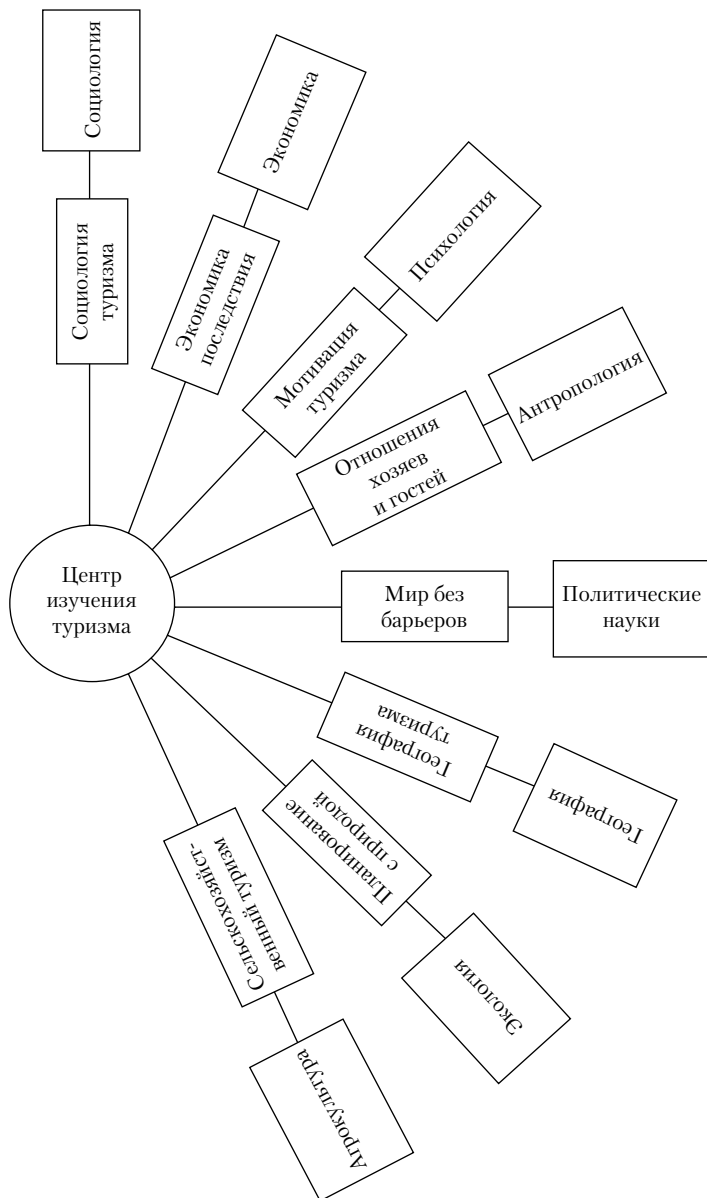 Социология
Социология
туризма
Экономика
Экономика
последствия
Психология
Мотивация
туризма
Антропология
Отношения
хозяев
и гостей
Центр
изучения
туризма
Мир без
барьеров
Политические
науки
География
туризма
География
Планирование
с природой
Экология
Сельскохозяйст-
венный туризм
Агрокультура